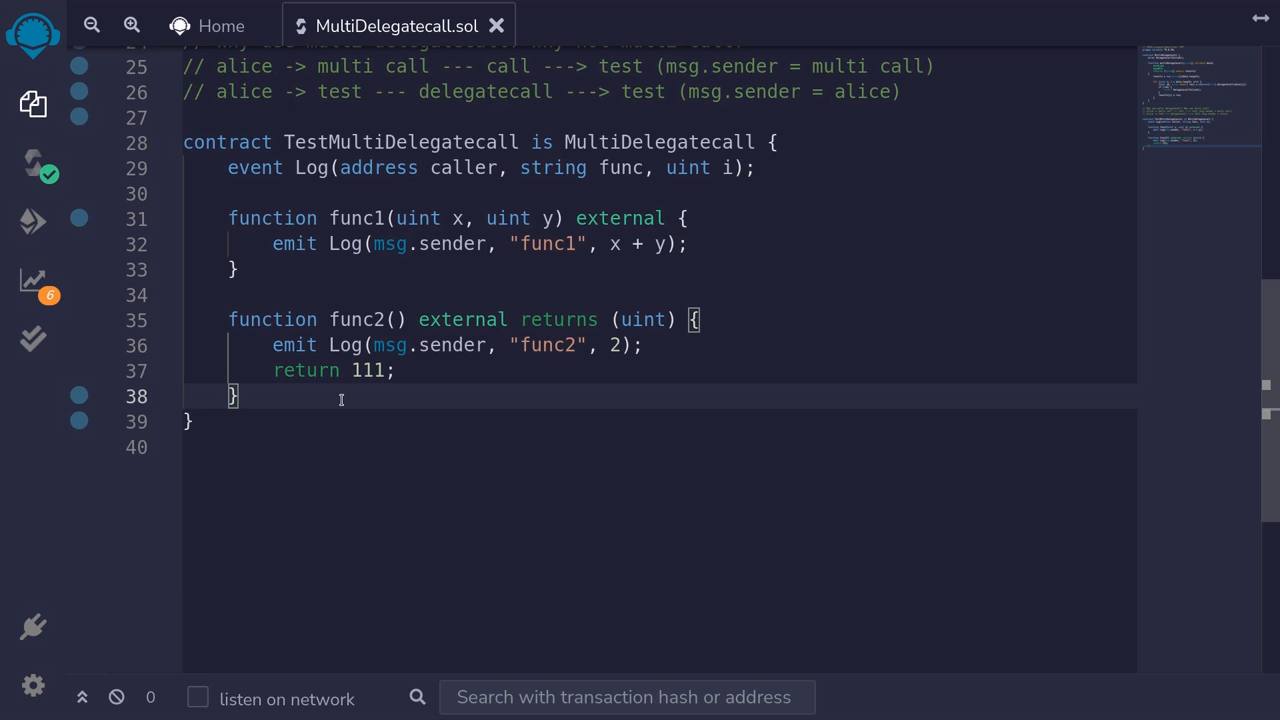 Home
MultiDelegatecall.sol
25 // alice -> multi call --- call ---> test (msg.sender = multi call)
26 // alice -> test --- delegatecall ---> test (msg.sender = alice)
27
28 contract TestMultiDelegatecall is MultiDelegatecall {
29 event Log(address caller, string func, uint i);
30
31 function func1(uint x, uint y) external {
32 emit Log(msg.sender, "func1", x + y);
33 }
34
35 function func2() external returns (uint) {
36 emit Log(msg.sender, "func2", 2);
37 return 111;
38 }
39 }
40
6
0 listen on network Search with transaction hash or address